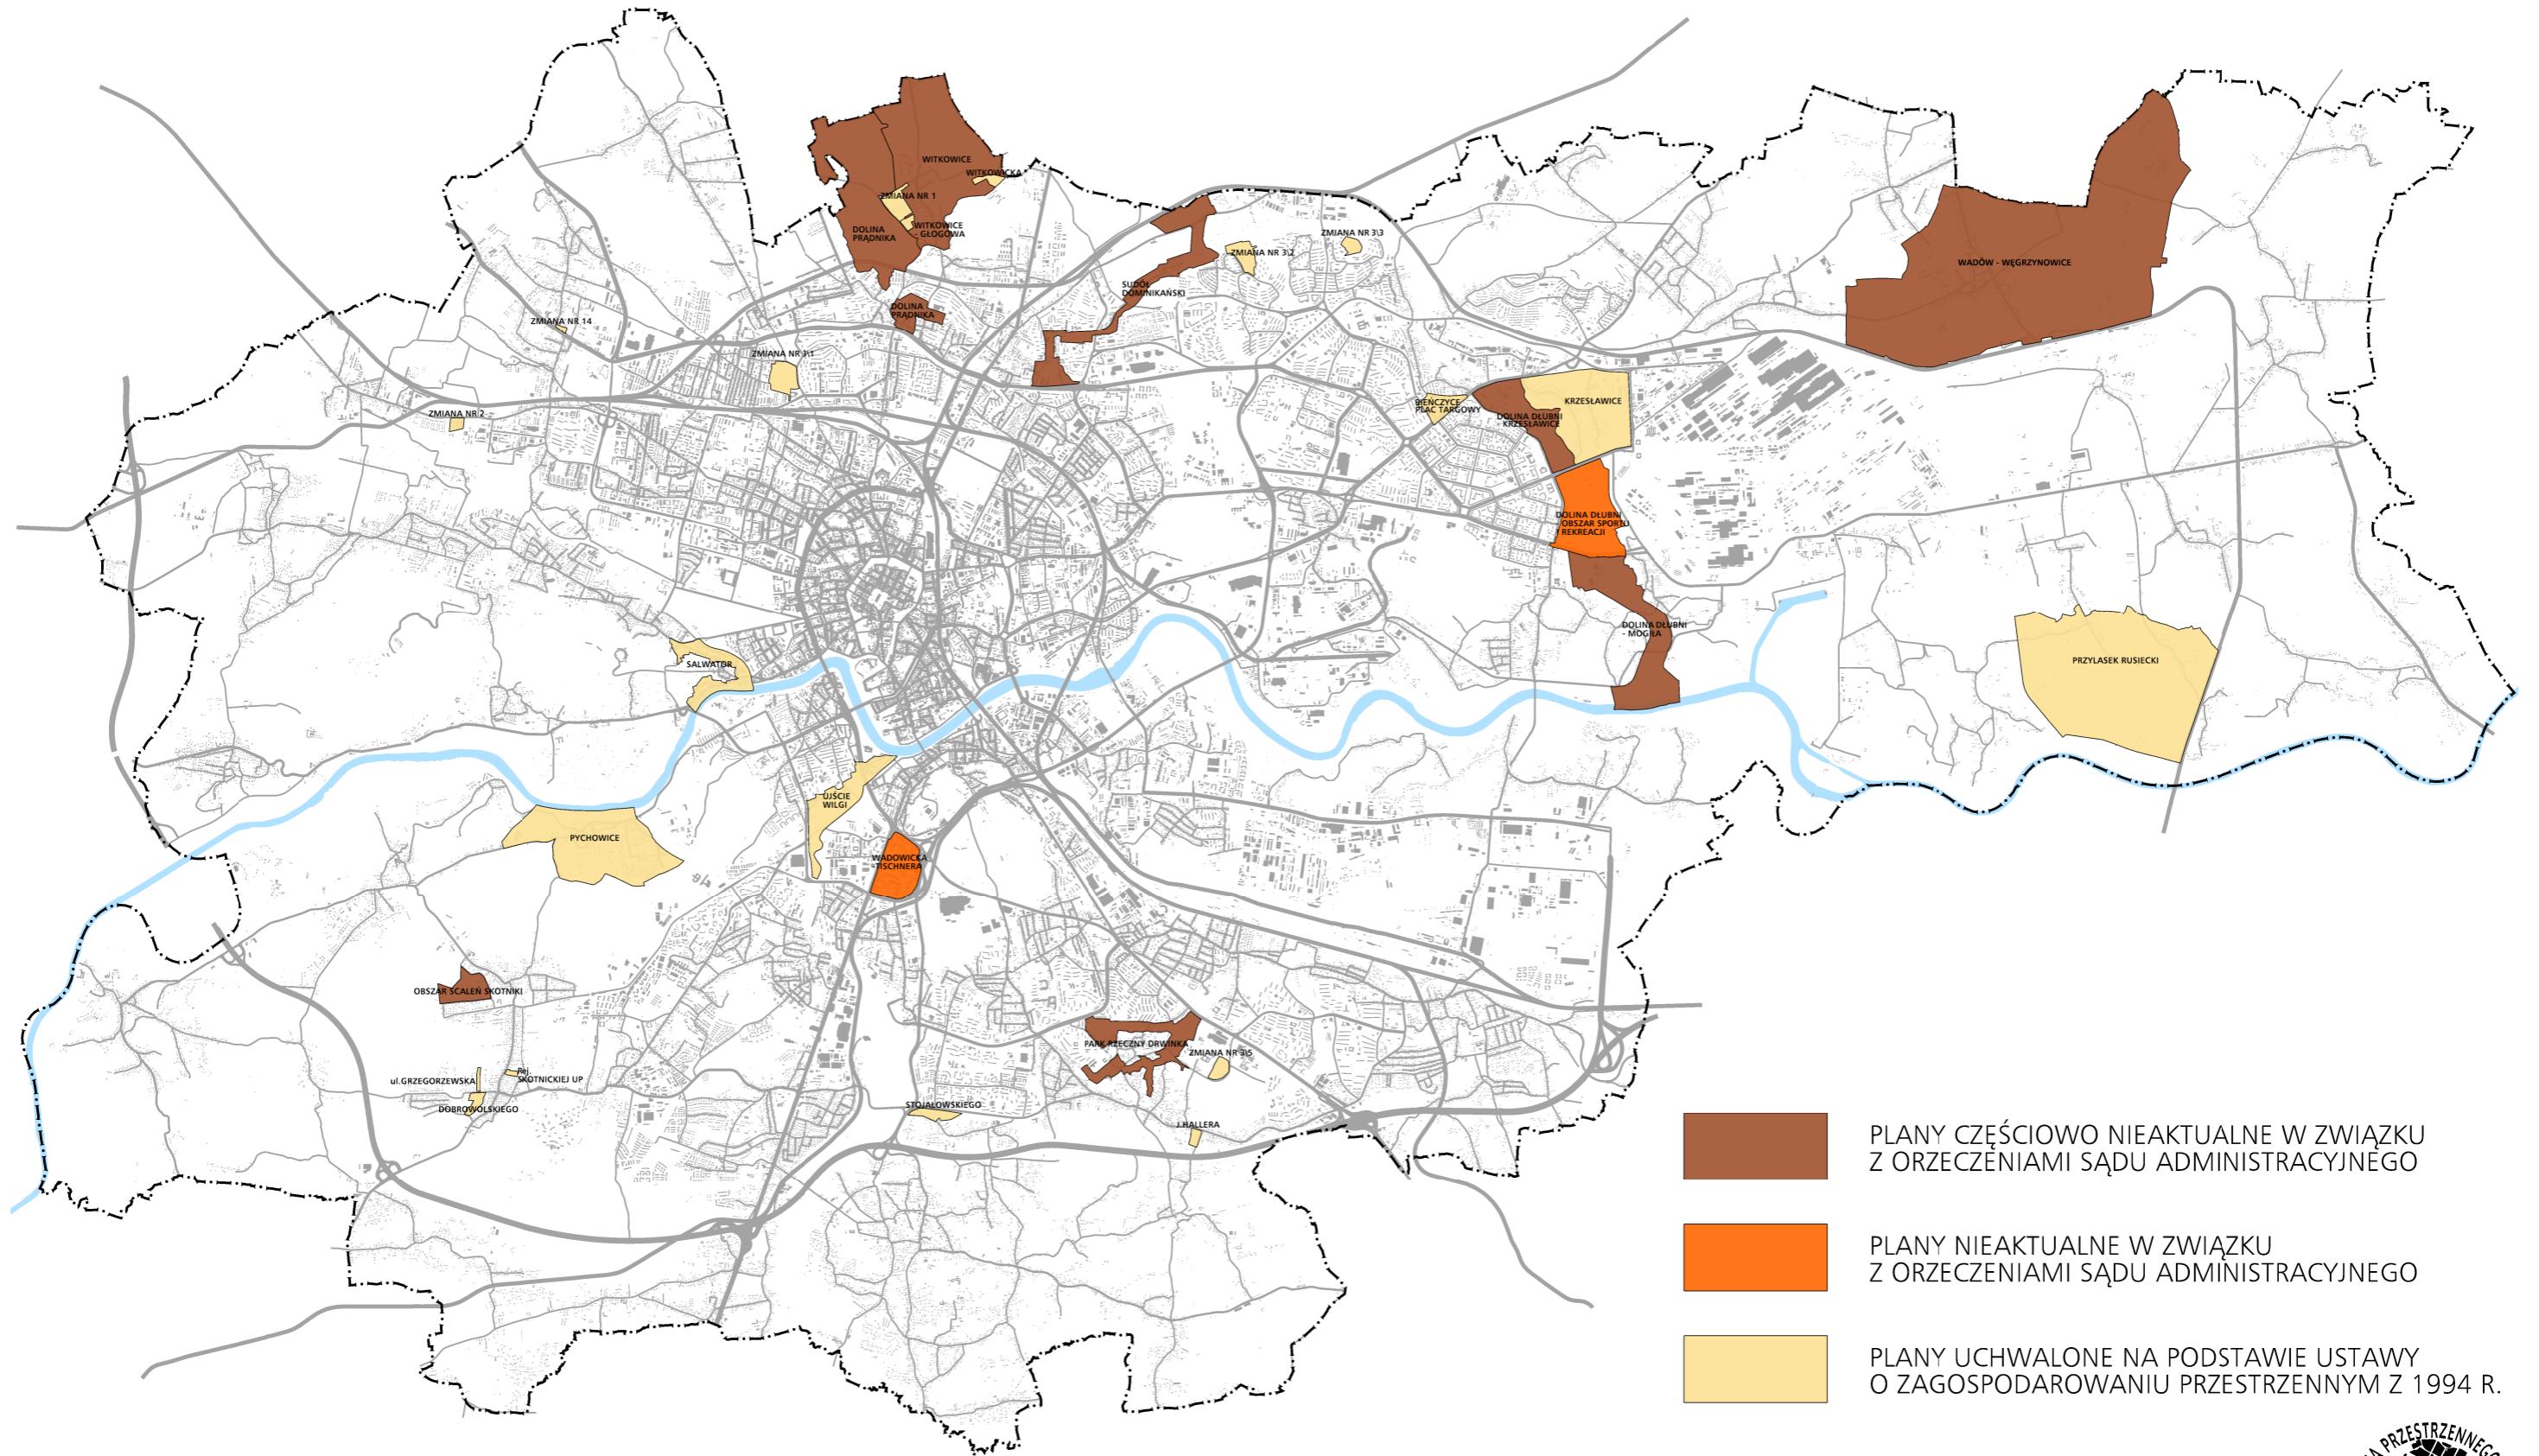 WITKOWICE
WITKOWICKA
ZMIANA NR 1
WITKOWICE
- GŁOGOWA
DOLINA
PRĄDNIKA
ZMIANA NR 3\3
ZMIANA NR 3\2
WADÓW - WĘGRZYNOWICE
SUDÓŁ
DOMINIKAŃSKI
DOLINA
PRĄDNIKA
ZMIANA NR 14
ZMIANA NR 3\1
ZMIANA NR 2
BIEŃCZYCE
PLAC TARGOWY
KRZESŁAWICE
DOLINA DŁUBNI
- KRZESŁAWICE
DOLINA DŁUBNI
- OBSZAR SPORTU
I REKREACJI
DOLINA DŁUBNI
- MOGIŁA
SALWATOR
PRZYLASEK RUSIECKI
UJŚCIE
WILGI
PYCHOWICE
WADOWICKA
-TISCHNERA
OBSZAR SCALEŃ SKOTNIKI
PARK RZECZNY DRWINKA
ZMIANA NR 3\5
Rej.
SKOTNICKIEJ UP
ul.GRZEGORZEWSKA
DOBROWOLSKIEGO
STOJAŁOWSKIEGO
J.HALLERA
PLANY CZĘŚCIOWO NIEAKTUALNE W ZWIĄZKU
Z ORZECZENIAMI SĄDU ADMINISTRACYJNEGO
PLANY NIEAKTUALNE W ZWIĄZKU
Z ORZECZENIAMI SĄDU ADMINISTRACYJNEGO
PLANY UCHWALONE NA PODSTAWIE USTAWY
O ZAGOSPODAROWANIU PRZESTRZENNYM Z 1994 R.
PRZESTRZENNEGO